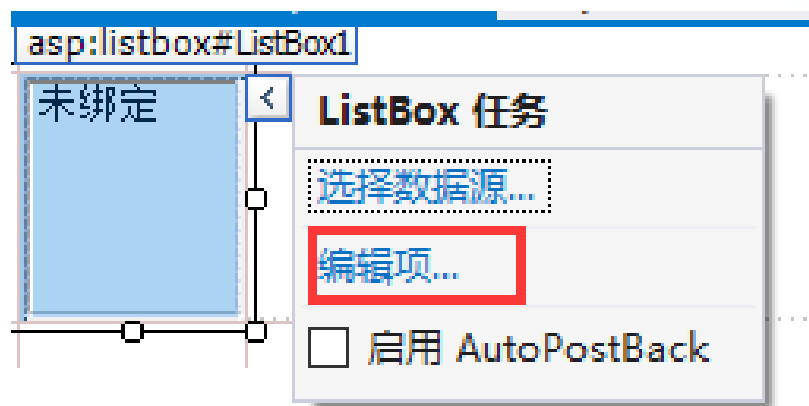 asp:listbox#ListBox1
未绑定
ListBox 任务
选择数据源...
编辑项...
启用 AutoPostBack